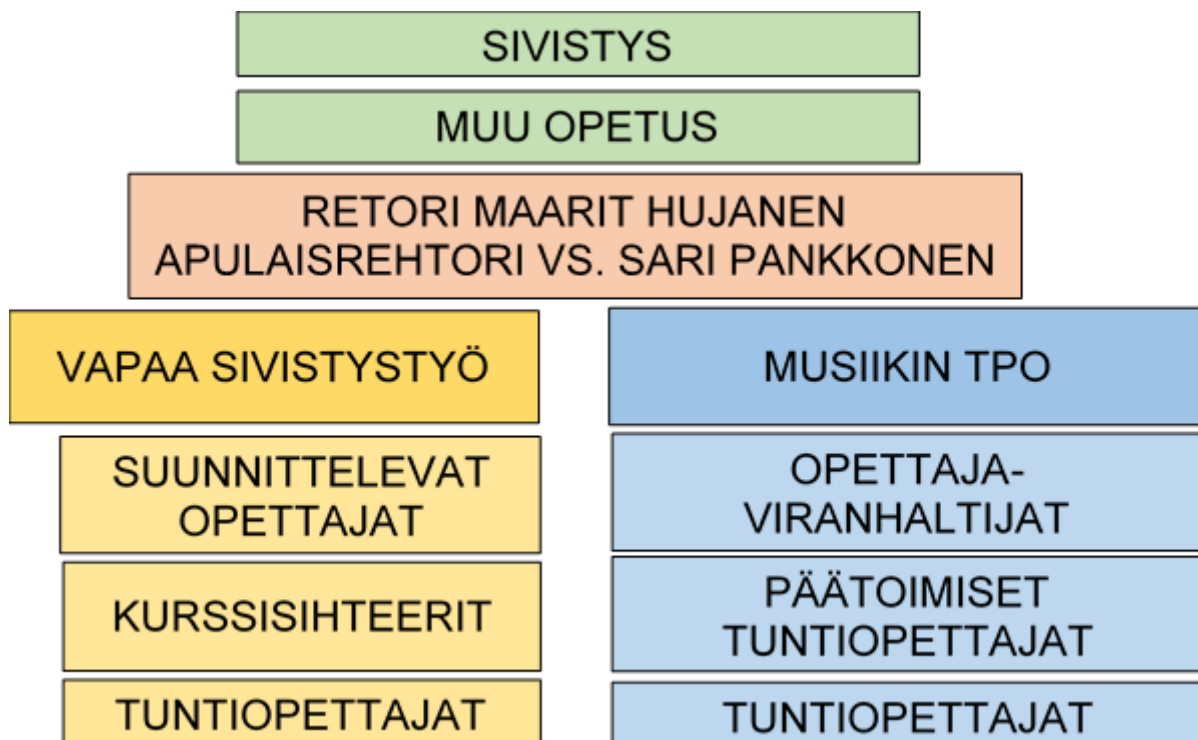 SIVISTYS
MUU OPETUS
RETORI MAARIT HUJANEN
APULAISREHTORI VS. SARI PANKKONEN
VAPAA SIVISTYSTYÖ
SUUNNITTELEVAT
OPETTAJAT
KURSSISIHTEERIT
TUNTIOPETTAJAT
MUSIIKIN TPO
OPETTAJA-
VIRANHALTIJAT
PÄÄTOIMISET
TUNTIOPETTAJAT
TUNTIOPETTAJAT